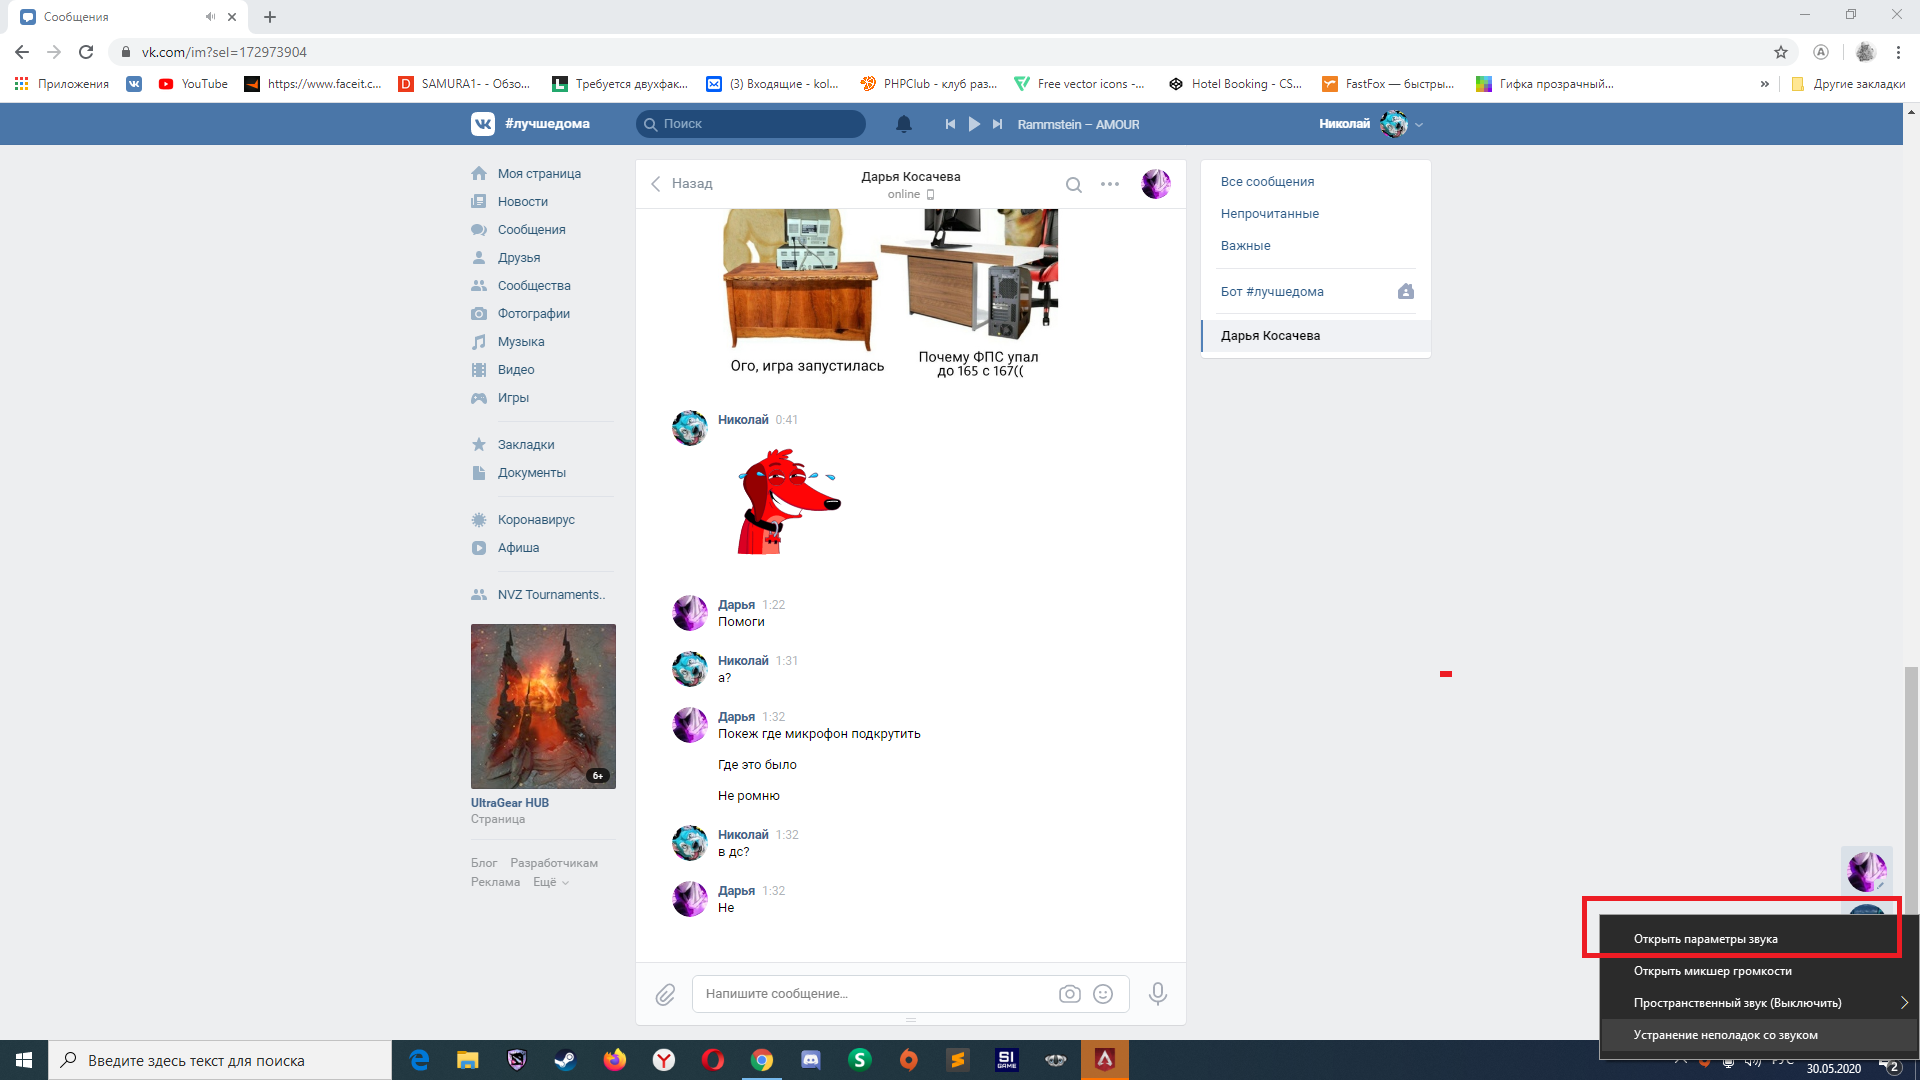 Сообщения
vk.com/im?sel=172973904
Приложения
YouTube
https://www.faceit.c...
SAMURA1- - Обзо...
Требуется двухфак...
(3) Входящие - kol...
PHPClub - клуб раз...
Free vector icons -...
Hotel Booking - CS...
FastFox — быстры...
Гифка прозрачный...
»
Другие закладки
#лучшедома
Поиск
Rammstein – AMOUR
Николай
Моя страница
Новости
Сообщения
Друзья
Сообщества
Фотографии
Музыка
Видео
Игры
Закладки
Документы
Коронавирус
Афиша
NVZ Tournaments..
6+
UltraGear HUB
Страница
Блог Разработчикам
Реклама Ещё
Назад
Дарья Косачева
online
Ого, игра запустилась
Почему ФПС упал
до 165 с 167((
Николай 0:41
Дарья 1:22
Помоги
Николай 1:31
а?
Дарья 1:32
Покеж где микрофон подкрутить
Где это было
Не ромню
Николай 1:32
в дс?
Дарья 1:32
Не
Напишите сообщение...
Все сообщения
Непрочитанные
Важные
Бот #лучшедома
Дарья Косачева
Открыть параметры звука
Открыть микшер громкости
Пространственный звук (Выключить)
Устранение неполадок со звуком
Введите здесь текст для поиска
SI
GAME
РУС
30.05.2020
2